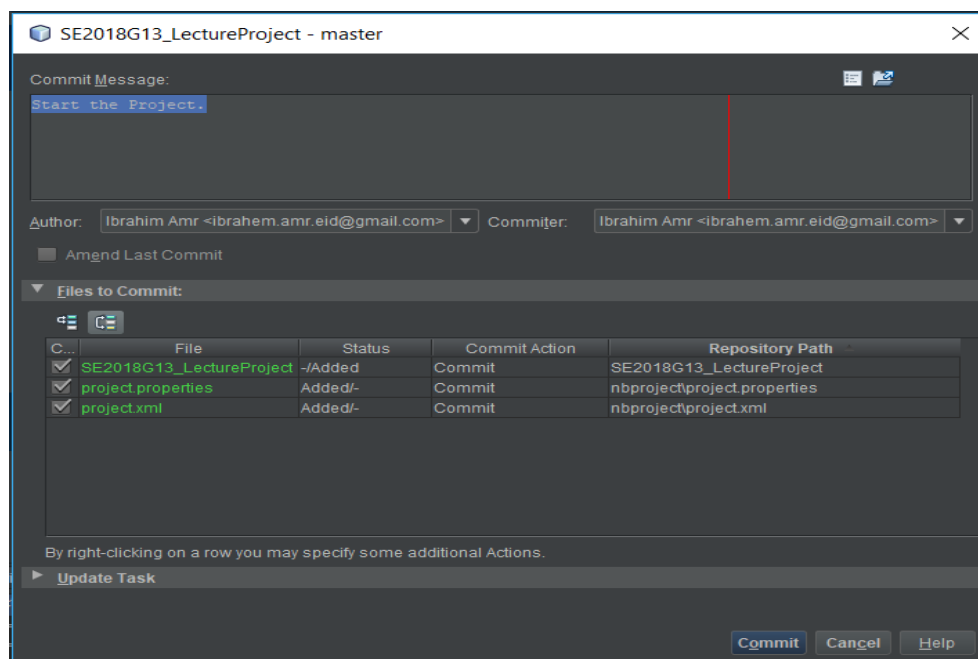 SE2018G13_LectureProject - master
Commit Message:
Start the Project.
Author: Ibrahim Amr <ibrahem.amr.eid@gmail.com> Commiter: Ibrahim Amr <ibrahem.amr.eid@gmail.com>
Amend Last Commit
Files to Commit:
C... File Status Commit Action Repository Path
SE2018G13_LectureProject -/Added Commit SE2018G13_LectureProject
project.properties Added/- Commit nbproject\project.properties
project.xml Added/- Commit nbproject\project.xml
By right-clicking on a row you may specify some additional Actions.
Update Task
Commit Cancel Help